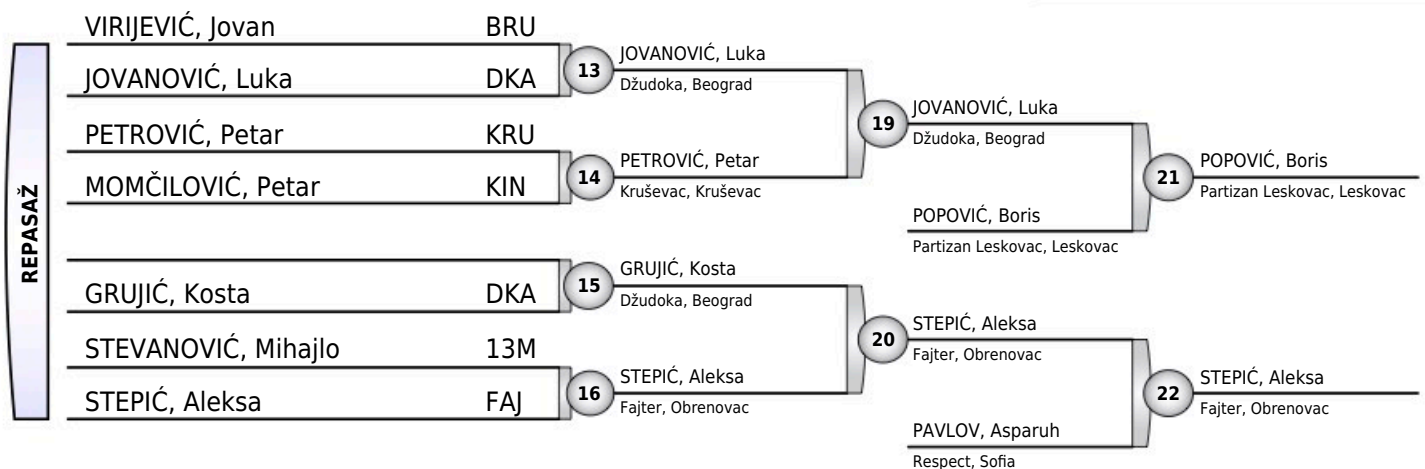 REPASAŽ
VIRIJEVIĆ, Jovan BRU
JOVANOVIĆ, Luka DKA
PETROVIĆ, Petar KRU
MOMČILOVIĆ, Petar KIN
GRUJIĆ, Kosta DKA
STEVANOVIĆ, Mihajlo 13M
STEPIĆ, Aleksa FAJ
13
JOVANOVIĆ, Luka
Džudoka, Beograd
14
PETROVIĆ, Petar
Kruševac, Kruševac
15
GRUJIĆ, Kosta
Džudoka, Beograd
16
STEPIĆ, Aleksa
Fajter, Obrenovac
19
JOVANOVIĆ, Luka
Džudoka, Beograd
POPOVIĆ, Boris
Partizan Leskovac, Leskovac
20
STEPIĆ, Aleksa
Fajter, Obrenovac
PAVLOV, Asparuh
Respect, Sofia
21
POPOVIĆ, Boris
Partizan Leskovac, Leskovac
22
STEPIĆ, Aleksa
Fajter, Obrenovac